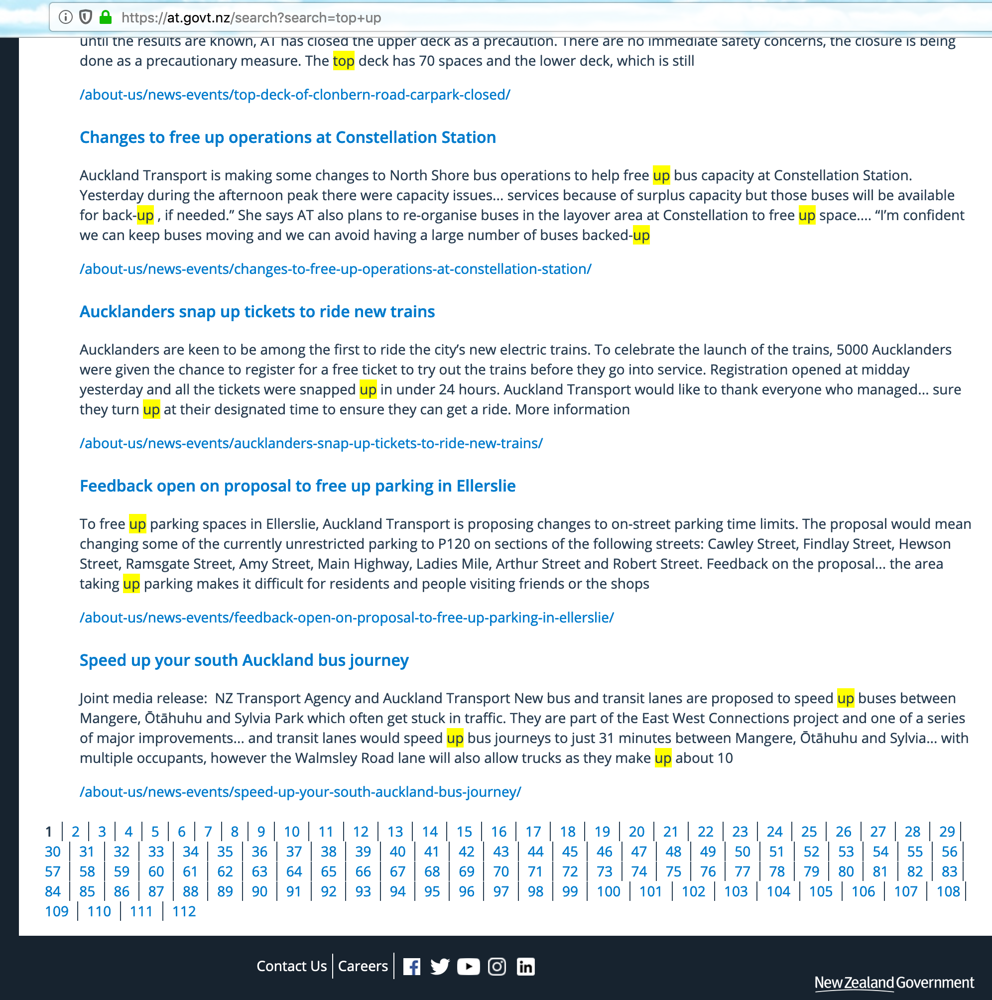 https://at.govt.nz/search?search=top+up
until the results are known, AT has closed the upper deck as a precaution. There are no immediate safety concerns, the closure is being
done as a precautionary measure. The top deck has 70 spaces and the lower deck, which is still
/about-us/news-events/top-deck-of-clonbern-road-carpark-closed/
Changes to free up operations at Constellation Station
Auckland Transport is making some changes to North Shore bus operations to help free up bus capacity at Constellation Station.
Yesterday during the afternoon peak there were capacity issues... services because of surplus capacity but those buses will be available
for back-up , if needed.” She says AT also plans to re-organise buses in the layover area at Constellation to free up space.... “I’m confident
we can keep buses moving and we can avoid having a large number of buses backed-up
/about-us/news-events/changes-to-free-up-operations-at-constellation-station/
Aucklanders snap up tickets to ride new trains
Aucklanders are keen to be among the first to ride the city’s new electric trains. To celebrate the launch of the trains, 5000 Aucklanders
were given the chance to register for a free ticket to try out the trains before they go into service. Registration opened at midday
yesterday and all the tickets were snapped up in under 24 hours. Auckland Transport would like to thank everyone who managed... sure
they turn up at their designated time to ensure they can get a ride. More information
/about-us/news-events/aucklanders-snap-up-tickets-to-ride-new-trains/
Feedback open on proposal to free up parking in Ellerslie
To free up parking spaces in Ellerslie, Auckland Transport is proposing changes to on-street parking time limits. The proposal would mean
changing some of the currently unrestricted parking to P120 on sections of the following streets: Cawley Street, Findlay Street, Hewson
Street, Ramsgate Street, Amy Street, Main Highway, Ladies Mile, Arthur Street and Robert Street. Feedback on the proposal... the area
taking up parking makes it difficult for residents and people visiting friends or the shops
/about-us/news-events/feedback-open-on-proposal-to-free-up-parking-in-ellerslie/
Speed up your south Auckland bus journey
Joint media release:  NZ Transport Agency and Auckland Transport New bus and transit lanes are proposed to speed up buses between
Mangere, Ōtāhuhu and Sylvia Park which often get stuck in traffic. They are part of the East West Connections project and one of a series
of major improvements... and transit lanes would speed up bus journeys to just 31 minutes between Mangere, Ōtāhuhu and Sylvia... with
multiple occupants, however the Walmsley Road lane will also allow trucks as they make up about 10
/about-us/news-events/speed-up-your-south-auckland-bus-journey/
1 | 2 | 3 | 4 | 5 | 6 | 7 | 8 | 9 | 10 | 11 | 12 | 13 | 14 | 15 | 16 | 17 | 18 | 19 | 20 | 21 | 22 | 23 | 24 | 25 | 26 | 27 | 28 | 29 |
30 | 31 | 32 | 33 | 34 | 35 | 36 | 37 | 38 | 39 | 40 | 41 | 42 | 43 | 44 | 45 | 46 | 47 | 48 | 49 | 50 | 51 | 52 | 53 | 54 | 55 | 56 |
57 | 58 | 59 | 60 | 61 | 62 | 63 | 64 | 65 | 66 | 67 | 68 | 69 | 70 | 71 | 72 | 73 | 74 | 75 | 76 | 77 | 78 | 79 | 80 | 81 | 82 | 83 |
84 | 85 | 86 | 87 | 88 | 89 | 90 | 91 | 92 | 93 | 94 | 95 | 96 | 97 | 98 | 99 | 100 | 101 | 102 | 103 | 104 | 105 | 106 | 107 | 108 |
109 | 110 | 111 | 112
Contact Us | Careers |
New Zealand Government